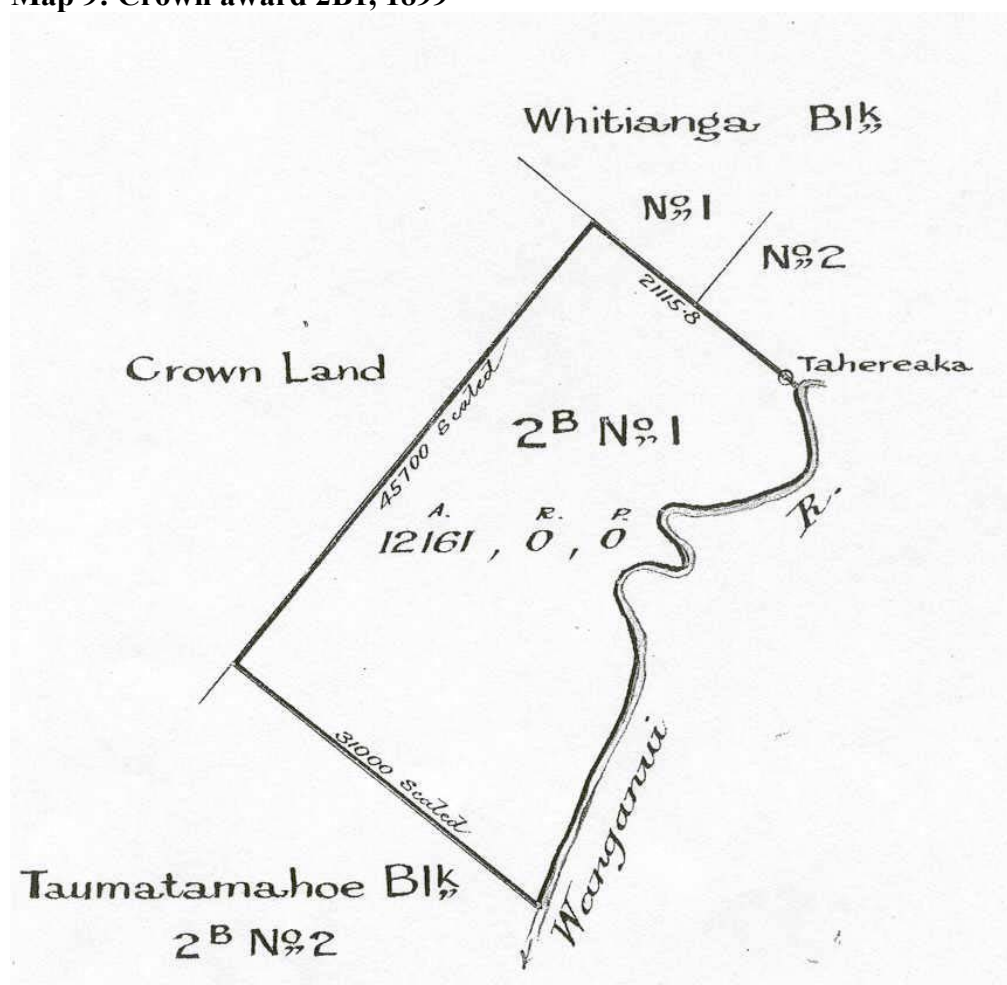 Map 9: Crown award 2B1, 1899
Whitianga Blk
No 1
No 2
21115.8
Tahereaka
Crown Land
45700 Scaled
2B No 1
A. R. P.
12161, 0, 0
R.
31000 Scaled
Wanganui
Taumatamahoe Blk
2B No 2